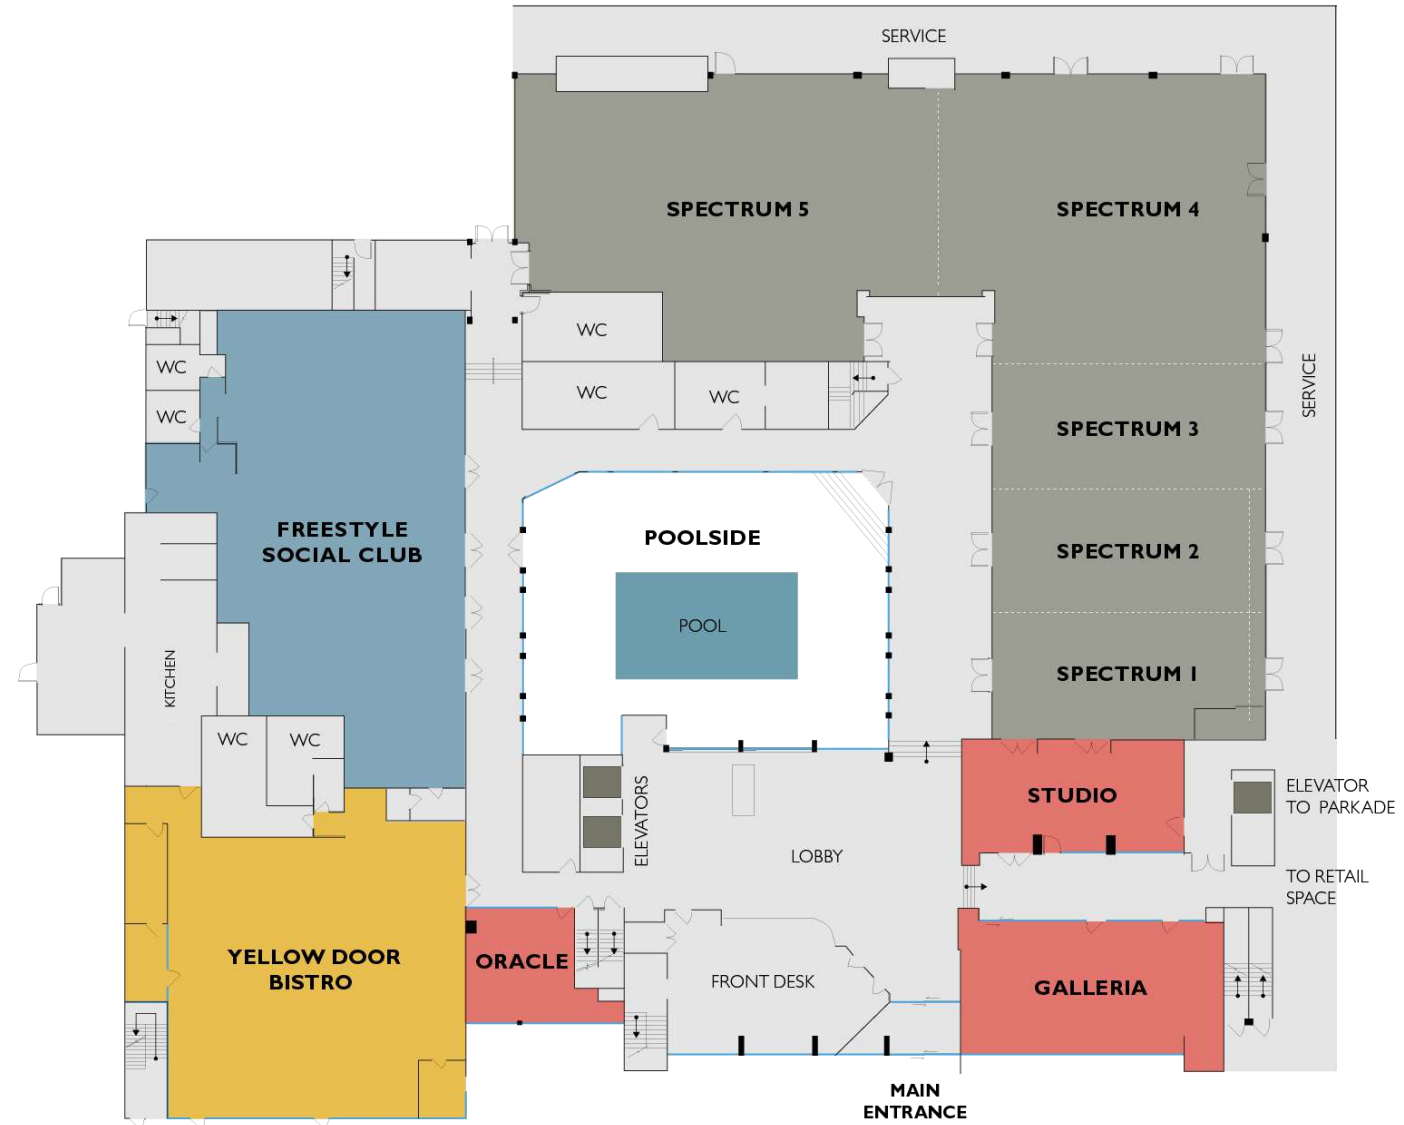 SERVICE
SPECTRUM 5
SPECTRUM 4
WC
WC
WC
WC
WC
SERVICE
SPECTRUM 3
FREESTYLE
SOCIAL CLUB
POOLSIDE
SPECTRUM 2
POOL
KITCHEN
SPECTRUM 1
WC
WC
ELEVATORS
STUDIO
ELEVATOR
TO PARKADE
LOBBY
TO RETAIL
SPACE
YELLOW DOOR
BISTRO
ORACLE
FRONT DESK
GALLERIA
MAIN
ENTRANCE